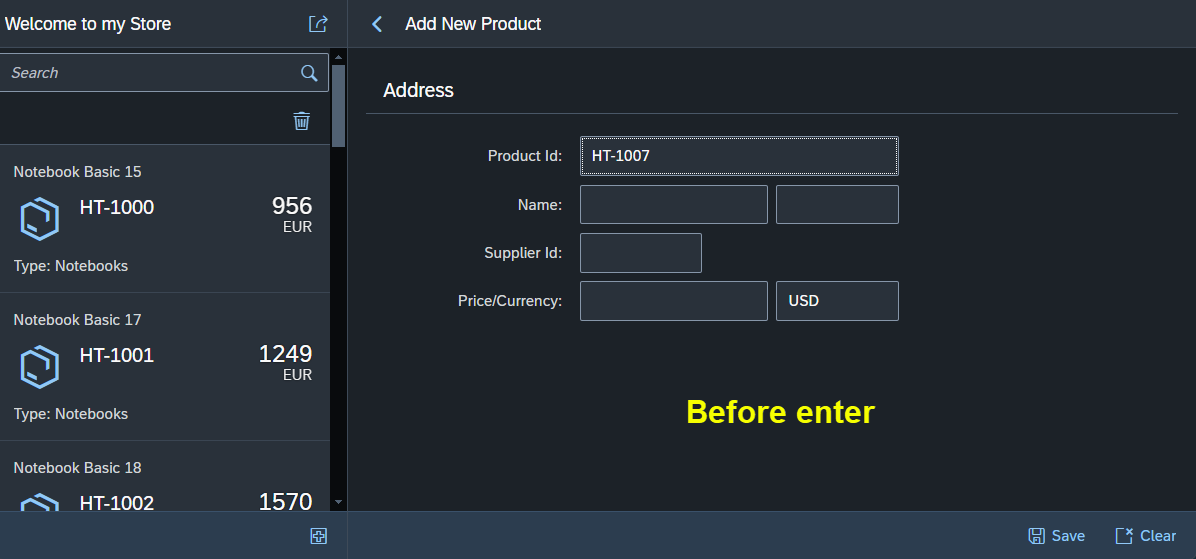 Welcome to my Store
Search
Notebook Basic 15
HT-1000
956
EUR
Type: Notebooks
Notebook Basic 17
HT-1001
1249
EUR
Type: Notebooks
Notebook Basic 18
HT-1002
1570
Add New Product
Address
Product Id:
HT-1007
Name:
Supplier Id:
Price/Currency:
USD
Before enter
Save
Clear